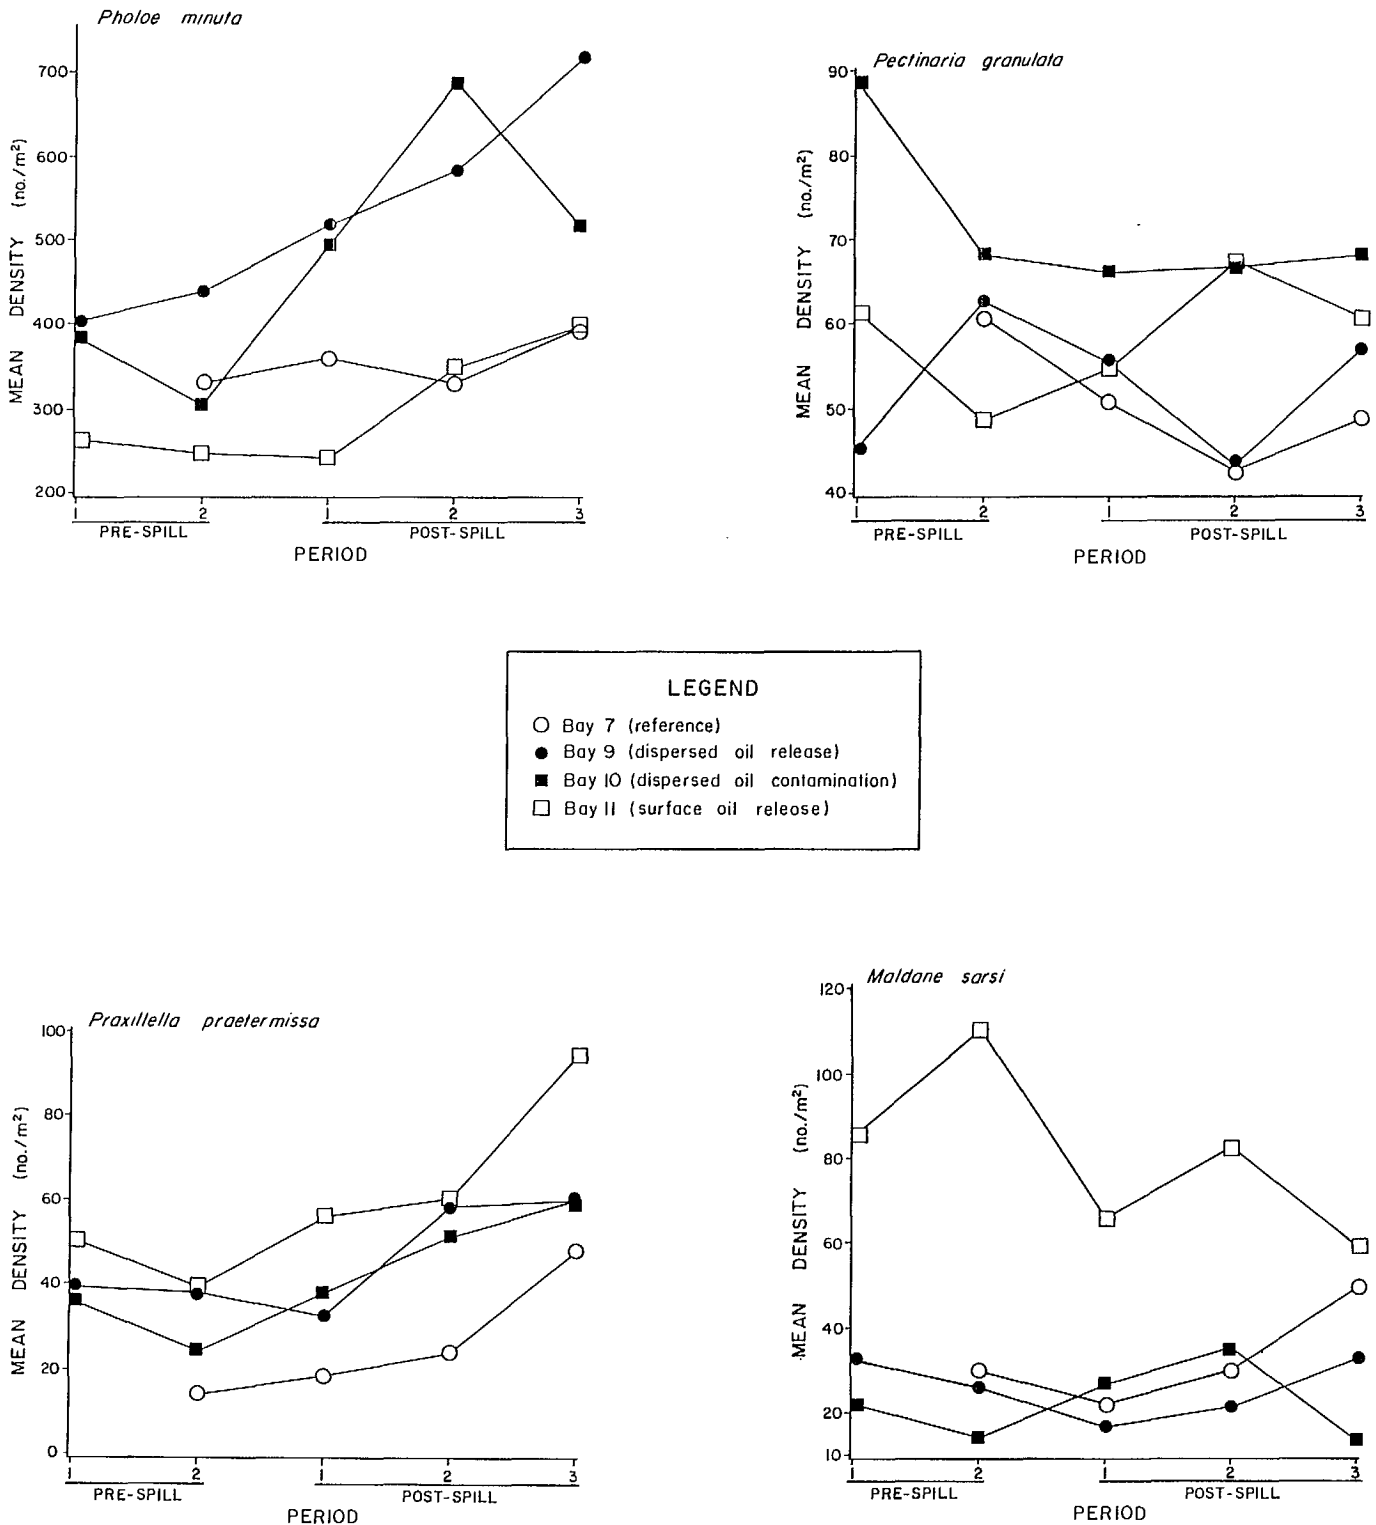 Pholoe minuta
MEAN DENSITY (no./m²)
700
600
500
400
300
200
1 2 1 2 3
PRE-SPILL POST-SPILL
PERIOD
Pectinaria granulata
MEAN DENSITY (no./m²)
90
80
70
60
50
40
1 2 1 2 3
PRE-SPILL POST-SPILL
PERIOD
LEGEND
Bay 7 (reference)
Bay 9 (dispersed oil release)
Bay 10 (dispersed oil contamination)
Bay 11 (surface oil releose)
Praxillella praetermissa
MEAN DENSITY (no./m²)
100
80
60
40
20
0
1 2 1 2 3
PRE-SPILL POST-SPILL
PERIOD
Maldane sarsi
MEAN DENSITY (no./m²)
120
100
80
60
40
20
10
1 2 1 2 3
PRE-SPILL POST-SPILL
PERIOD